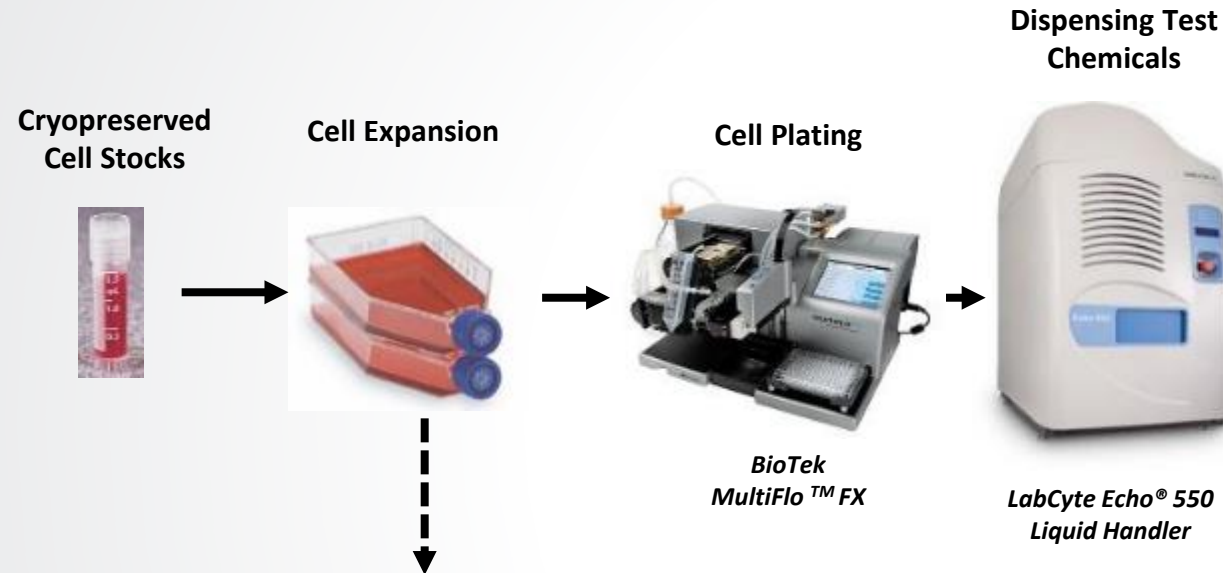 Dispensing Test
Chemicals
Cryopreserved
Cell Stocks
Cell Expansion
Cell Plating
BioTek
MultiFlo ™ FX
LabCyte Echo® 550
Liquid Handler